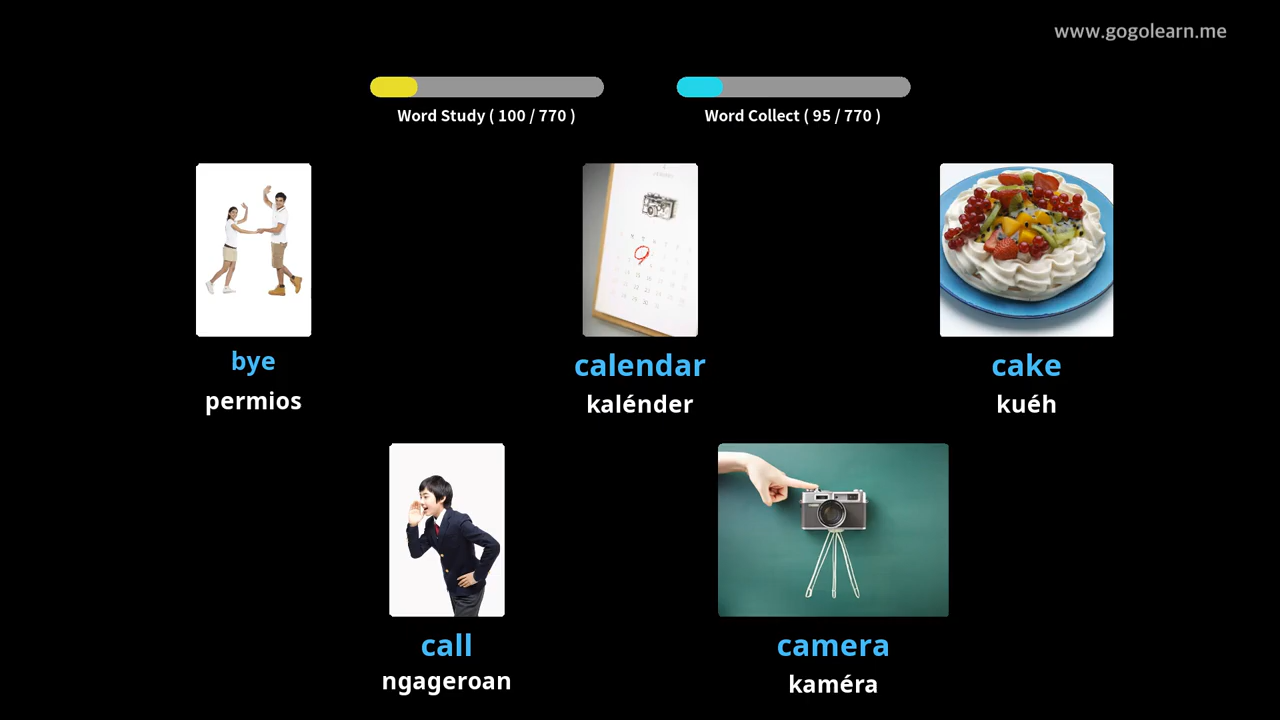 www.gogolearn.me
Word Study ( 100 / 770 )
Word Collect ( 95 / 770 )
bye
permios
calendar
kalénder
cake
kuéh
call
ngageroan
camera
kaméra